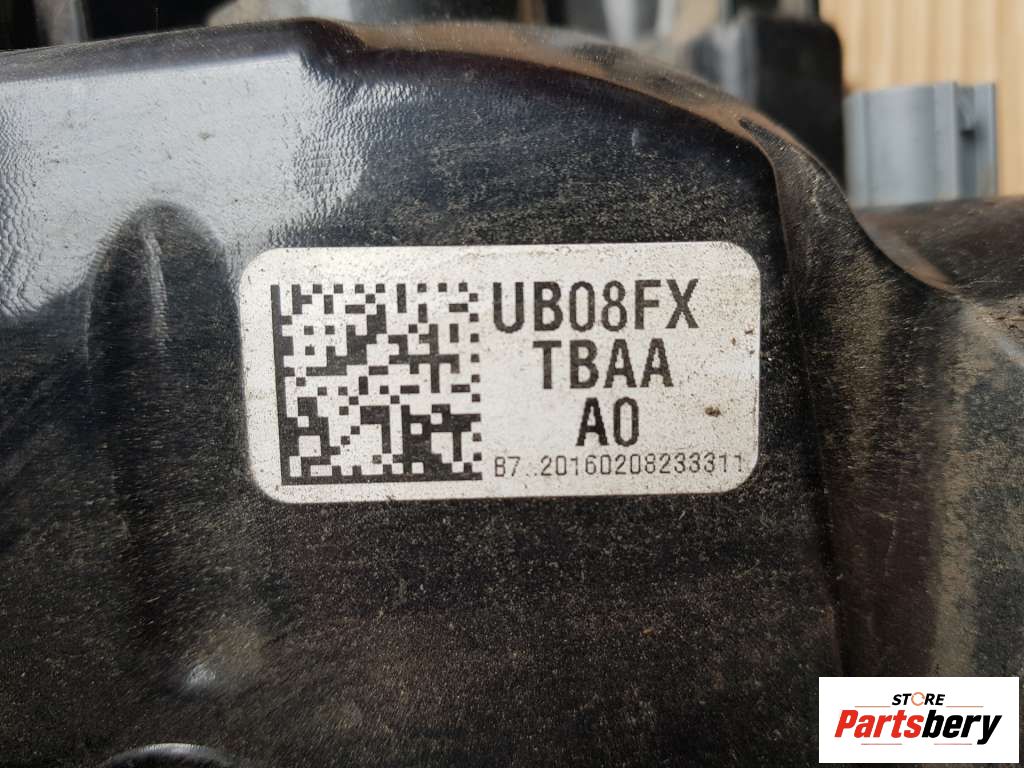 UB08FX
TBAA
A0
B7..20160208233311
STORE
Partsbery